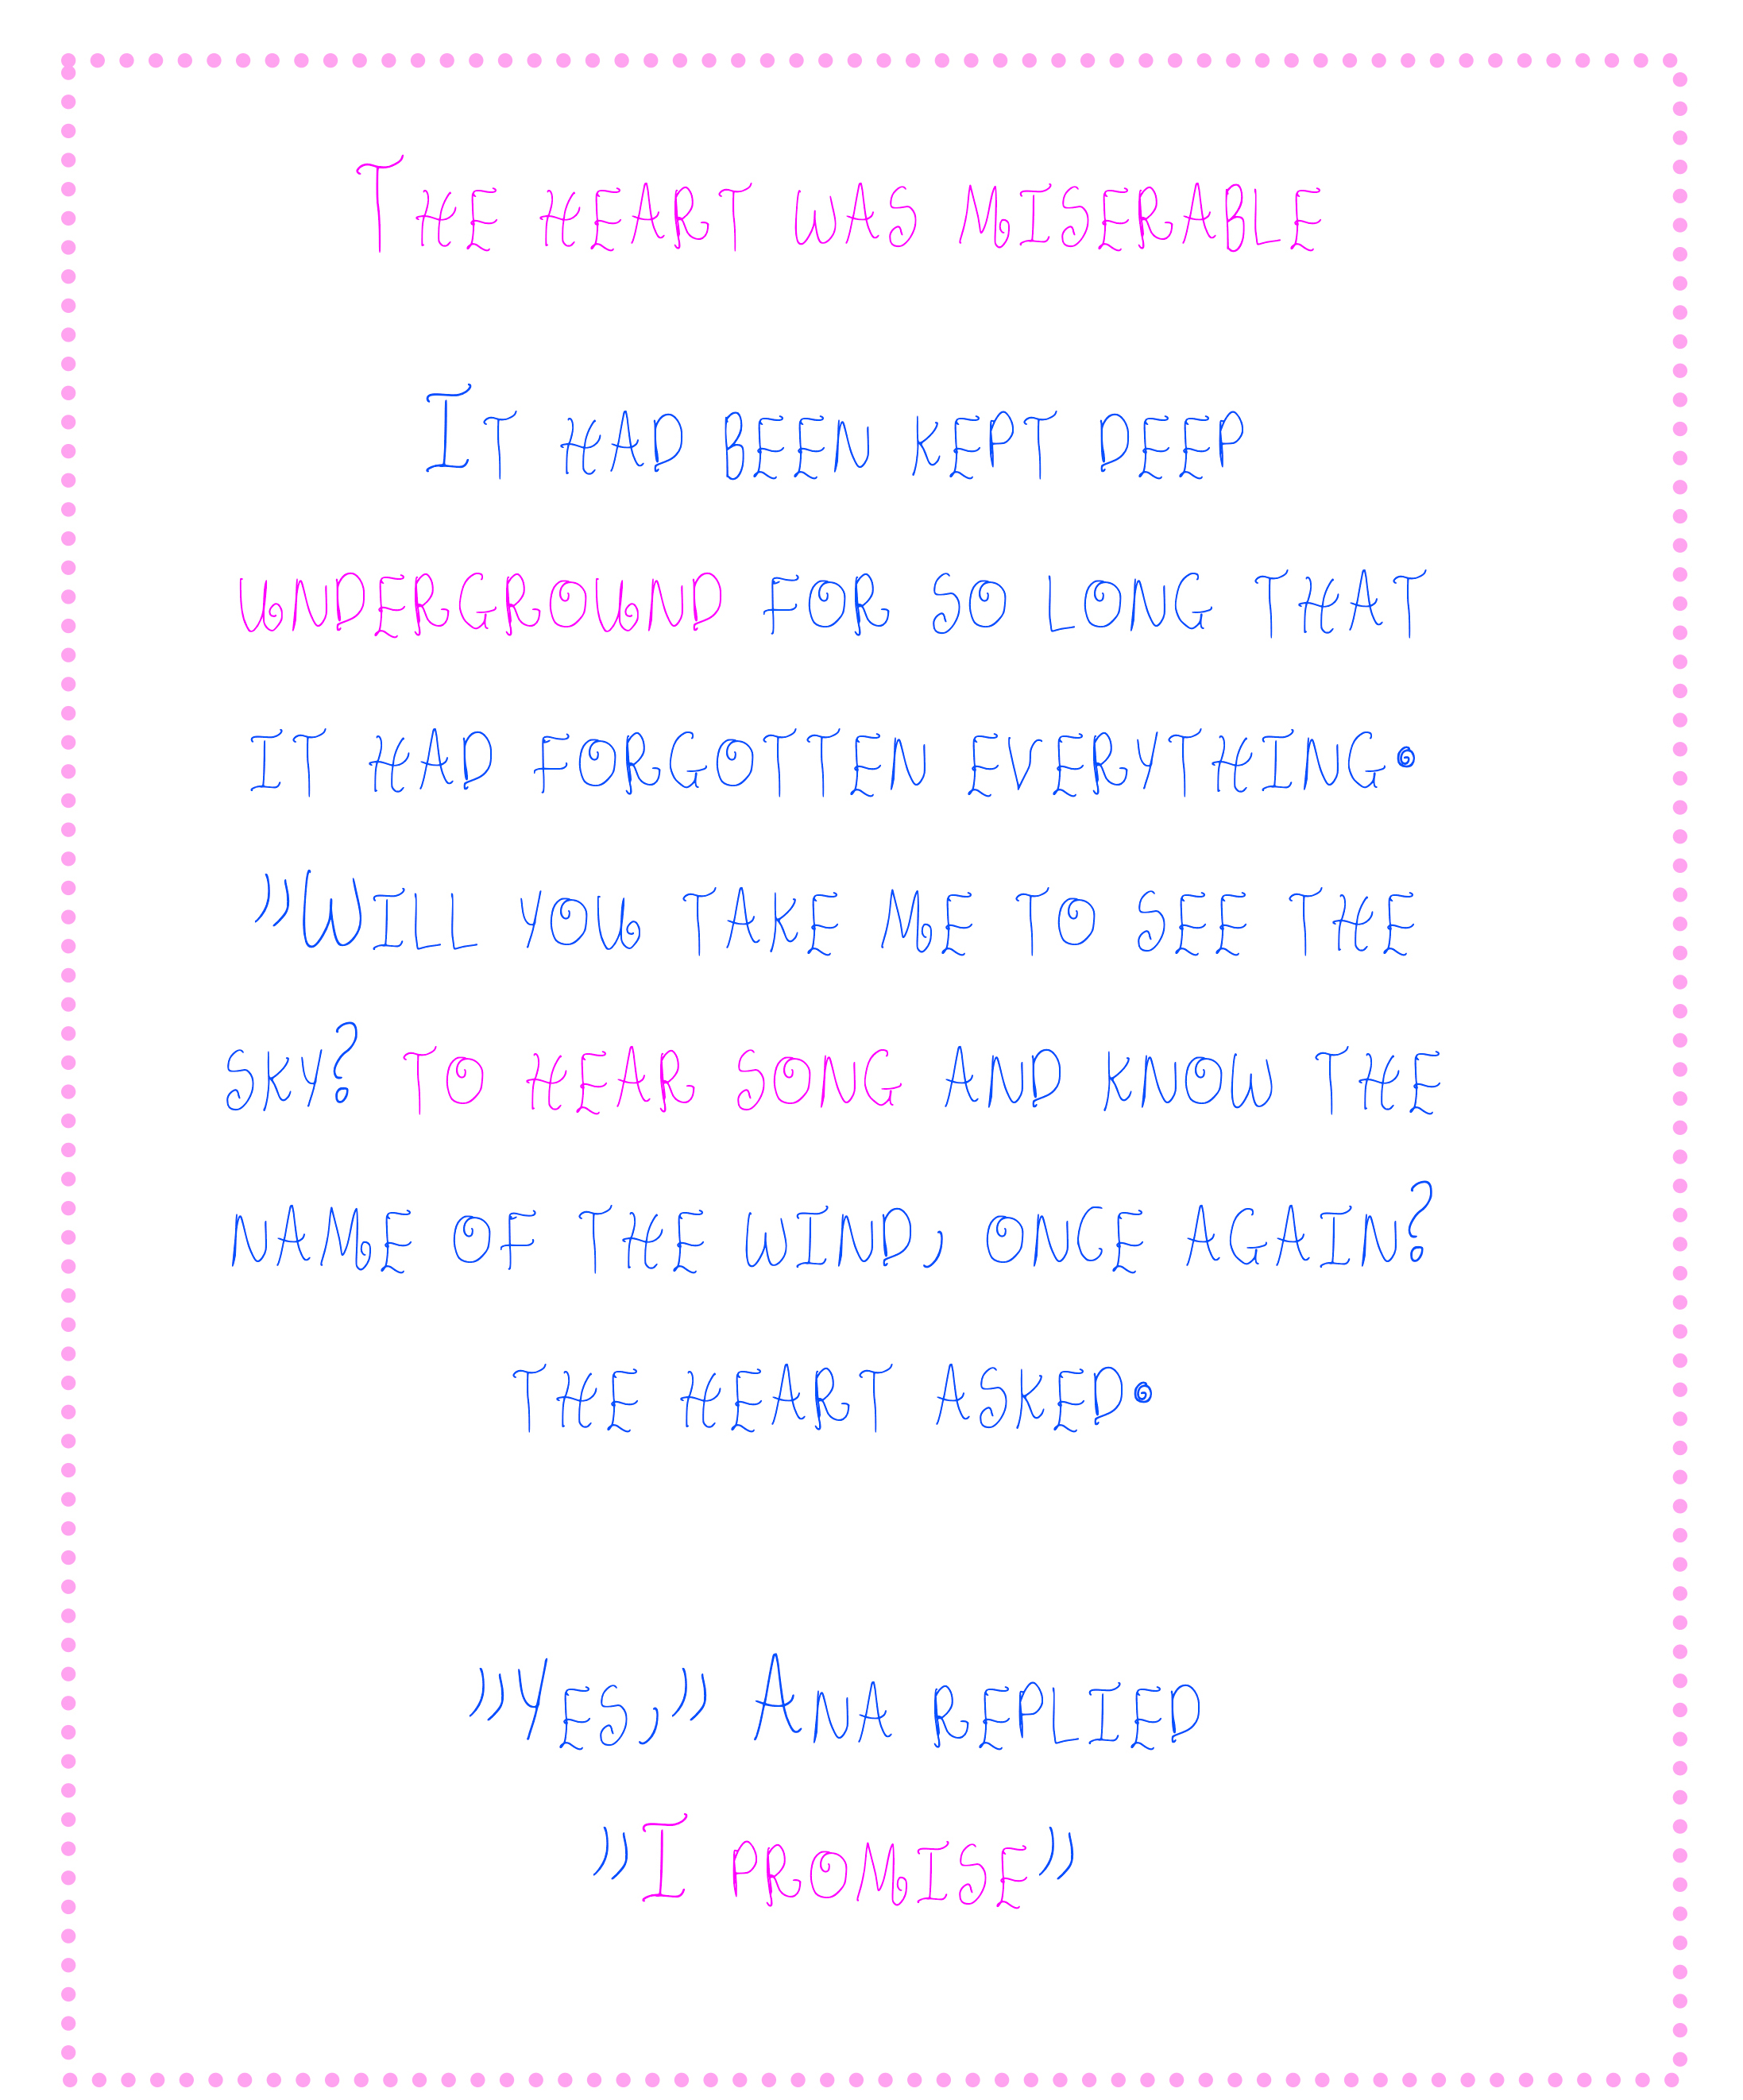 The heart was miserable
It had been kept deep
underground for so long that
it had forgotten everything.
”Will you take me to see the
sky? to hear song and know the
name of the wind, once again?
the heart asked.
”Yes,” Ana replied
”I promise”